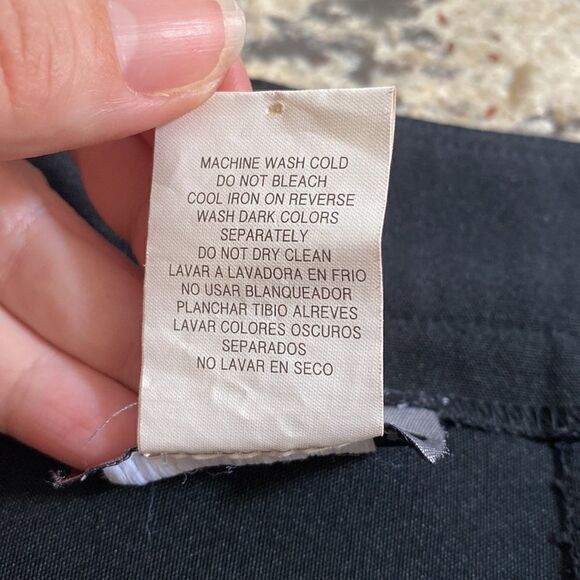 MACHINE WASH COLD
DO NOT BLEACH
COOL IRON ON REVERSE
WASH DARK COLORS
SEPARATELY
DO NOT DRY CLEAN
LAVAR A LAVADORA EN FRIO
NO USAR BLANQUEADOR
PLANCHAR TIBIO ALREVES
LAVAR COLORES OSCUROS
SEPARADOS
NO LAVAR EN SECO